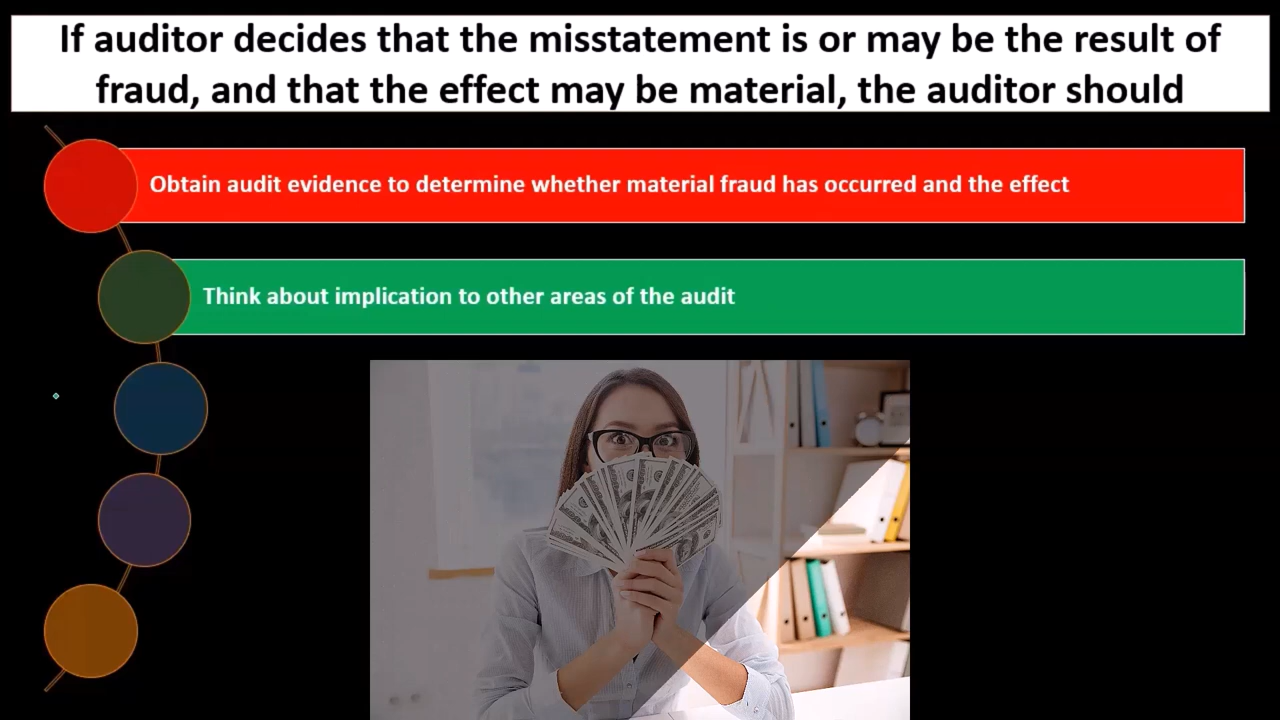 If auditor decides that the misstatement is or may be the result of
fraud, and that the effect may be material, the auditor should
Obtain audit evidence to determine whether material fraud has occurred and the effect
Think about implication to other areas of the audit